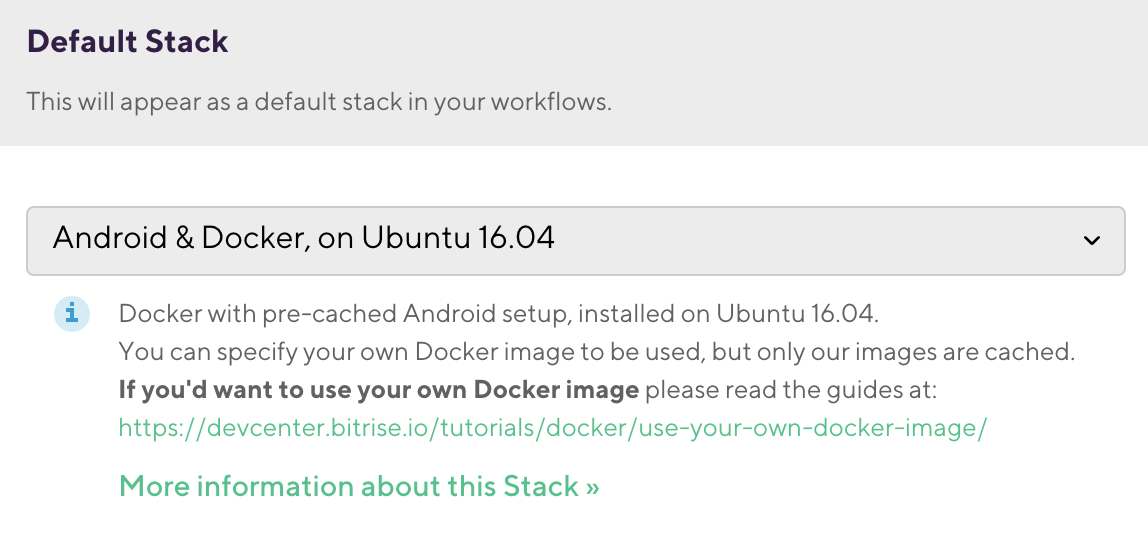 Default Stack
This will appear as a default stack in your workflows.
Android & Docker, on Ubuntu 16.04
Docker with pre-cached Android setup, installed on Ubuntu 16.04.
You can specify your own Docker image to be used, but only our images are cached.
If you'd want to use your own Docker image please read the guides at:
https://devcenter.bitrise.io/tutorials/docker/use-your-own-docker-image/
More information about this Stack »